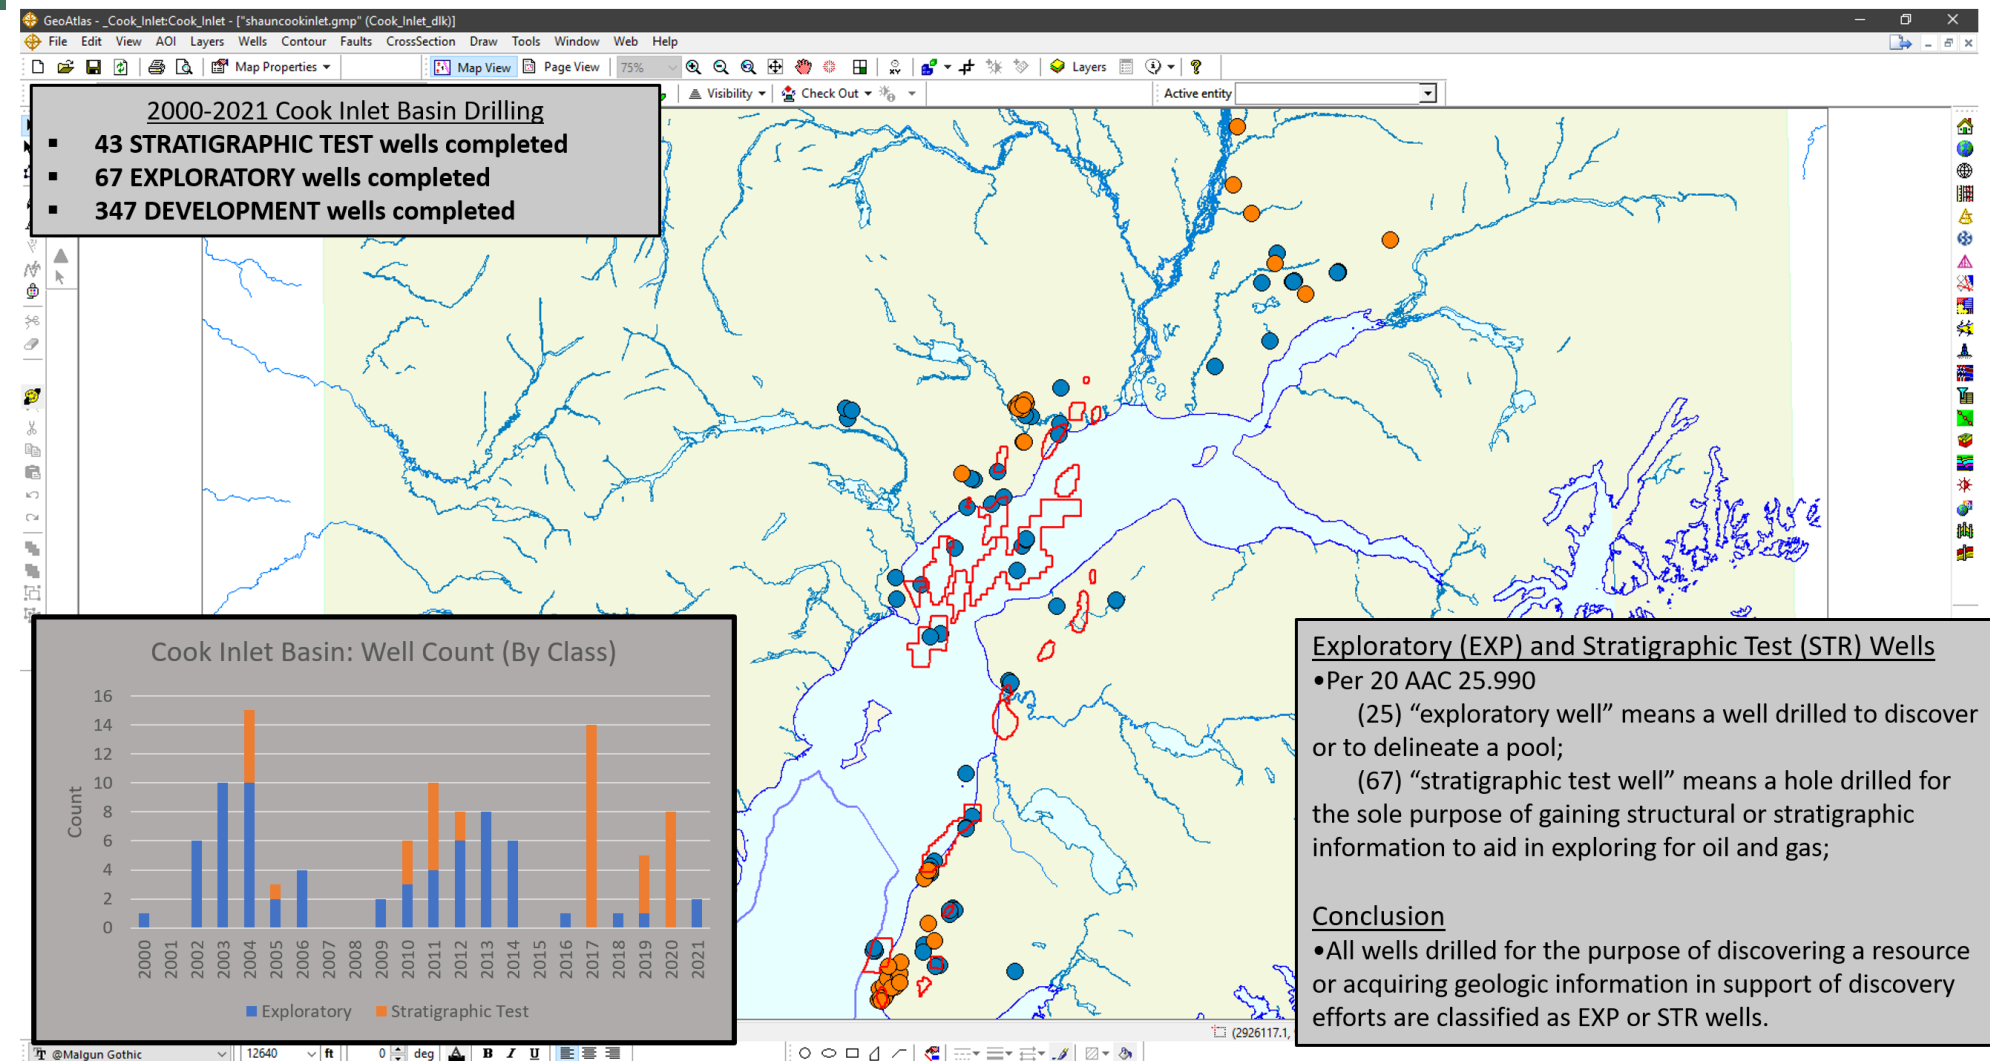 GeoAtlas - _Cook_Inlet:Cook_Inlet - ["shauncookinlet.gmp" (Cook_Inlet_dlk)]
File Edit View AOI Layers Wells Contour Faults CrossSection Draw Tools Window Web Help
Map Properties Map View Page View 75% Layers
Visibility Check Out Active entity
2000-2021 Cook Inlet Basin Drilling
▪ 43 STRATIGRAPHIC TEST wells completed
▪ 67 EXPLORATORY wells completed
▪ 347 DEVELOPMENT wells completed
Cook Inlet Basin: Well Count (By Class)
Count
16
14
12
10
8
6
4
2
0
2000 2001 2002 2003 2004 2005 2006 2007 2008 2009 2010 2011 2012 2013 2014 2015 2016 2017 2018 2019 2020 2021
Exploratory Stratigraphic Test
Exploratory (EXP) and Stratigraphic Test (STR) Wells
•Per 20 AAC 25.990
(25) “exploratory well” means a well drilled to discover
or to delineate a pool;
(67) “stratigraphic test well” means a hole drilled for
the sole purpose of gaining structural or stratigraphic
information to aid in exploring for oil and gas;
Conclusion
•All wells drilled for the purpose of discovering a resource
or acquiring geologic information in support of discovery
efforts are classified as EXP or STR wells.
(2926117.1,
@Malgun Gothic 12640 ft 0 deg A B I U